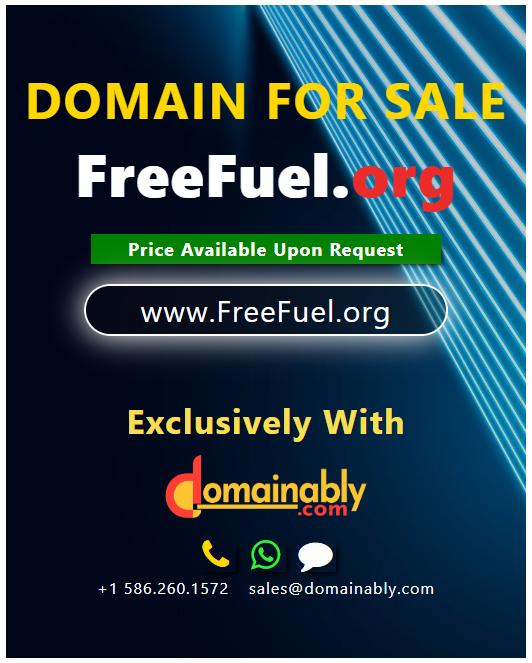 DOMAIN FOR SALE
FreeFuel.org
Price Available Upon Request
www.FreeFuel.org
Exclusively With
domainably
.com
+1 586.260.1572 sales@domainably.com